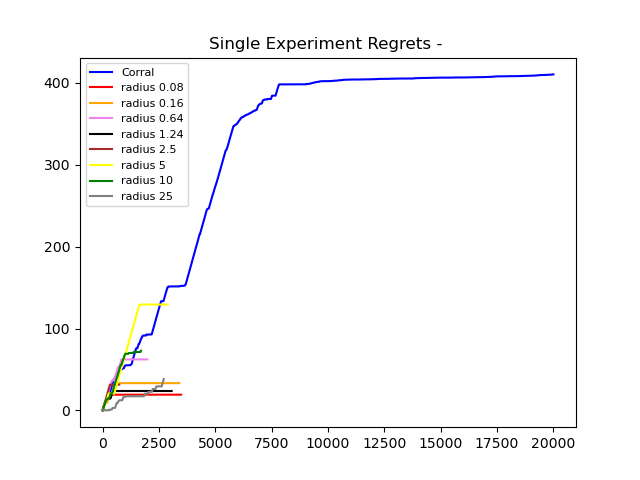 Single Experiment Regrets -
Corral
radius 0.08
radius 0.16
radius 0.64
radius 1.24
radius 2.5
radius 5
radius 10
radius 25
400
300
200
100
0
0 2500 5000 7500 10000 12500 15000 17500 20000